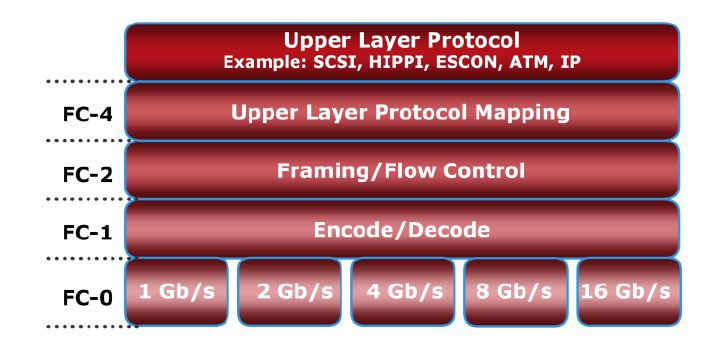 Upper Layer Protocol
Example: SCSI, HIPPI, ESCON, ATM, IP
FC-4 Upper Layer Protocol Mapping
FC-2 Framing/Flow Control
FC-1 Encode/Decode
FC-0 1 Gb/s 2 Gb/s 4 Gb/s 8 Gb/s 16 Gb/s